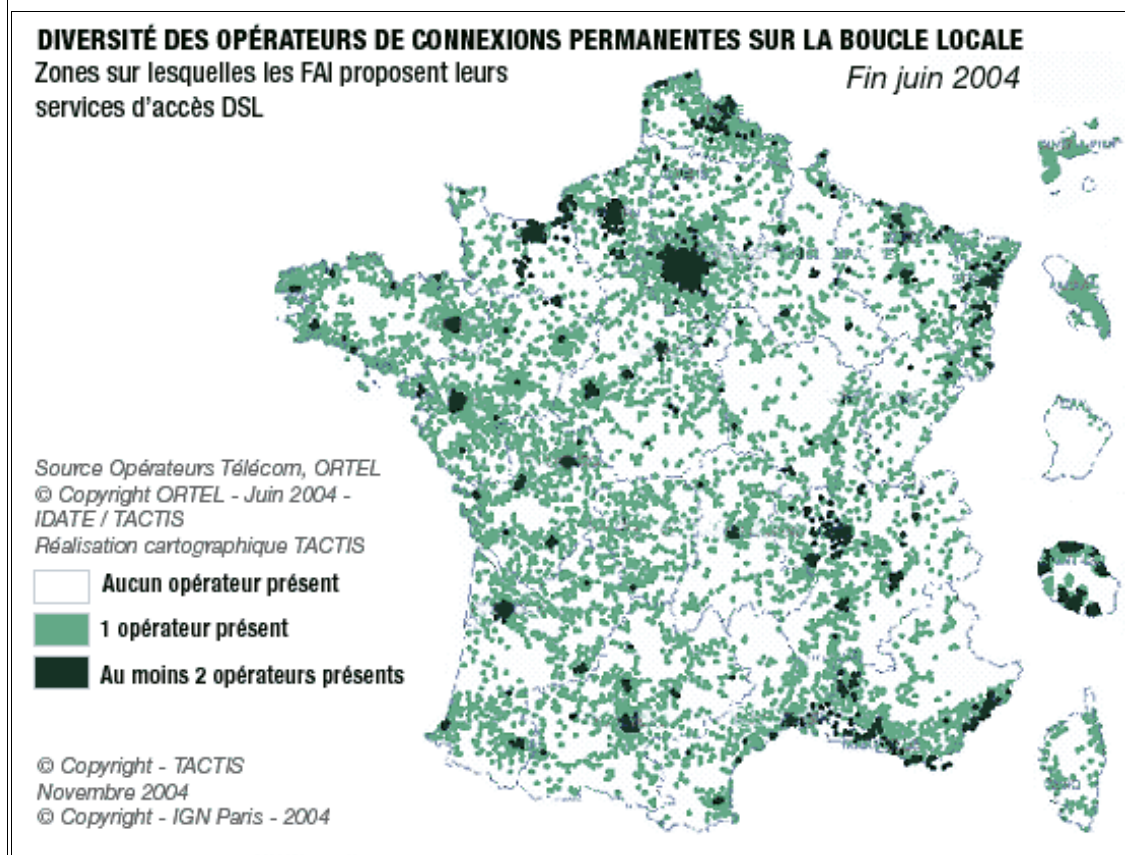 DIVERSITÉ DES OPÉRATEURS DE CONNEXIONS PERMANENTES SUR LA BOUCLE LOCALE
Zones sur lesquelles les FAI proposent leurs
services d'accès DSL
Fin juin 2004
Source Opérateurs Télécom, ORTEL
© Copyright ORTEL - Juin 2004 -
IDATE / TACTIS
Réalisation cartographique TACTIS
Aucun opérateur présent
1 opérateur présent
Au moins 2 opérateurs présents
© Copyright - TACTIS
Novembre 2004
© Copyright - IGN Paris - 2004